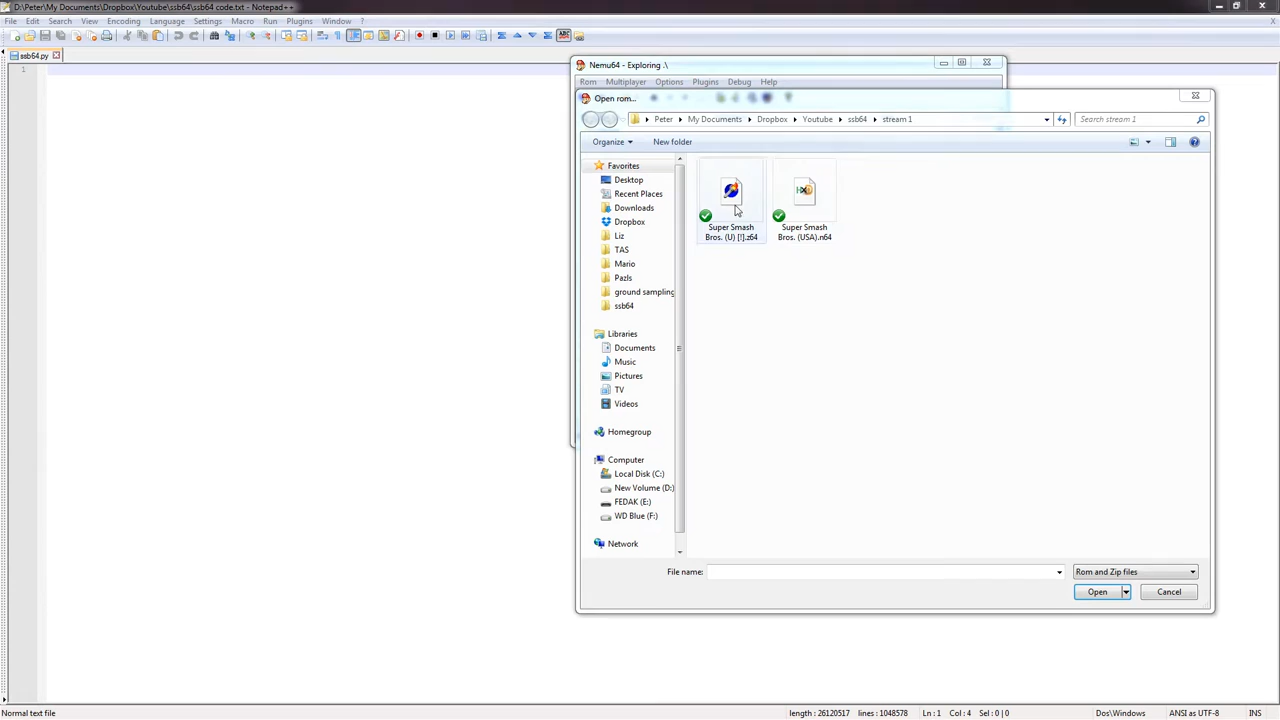 D:\Peter\My Documents\Dropbox\Youtube\ssb64\ssb64 code.txt - Notepad++
File Edit Search View Encoding Language Settings Macro Run Plugins Window ?
ssb64.py
1
Nemu64 - Exploring .\
Rom Multiplayer Options Plugins Debug Help
Open rom...
Peter My Documents Dropbox Youtube ssb64 stream 1
Search stream 1
Organize New folder
Favorites
Desktop
Recent Places
Downloads
Dropbox
Liz
TAS
Mario
Pazls
ground sampling
ssb64
Libraries
Documents
Music
Pictures
TV
Videos
Homegroup
Computer
Local Disk (C:)
New Volume (D:)
FEDAK (E:)
WD Blue (F:)
Network
Super Smash
Bros. (U) [!].z64
Super Smash
Bros. (USA).n64
File name:
Rom and Zip files
Open Cancel
Normal text file
length : 26120517 lines : 1048578
Ln : 1 Col : 4 Sel : 0 | 0
Dos\Windows
ANSI as UTF-8
INS